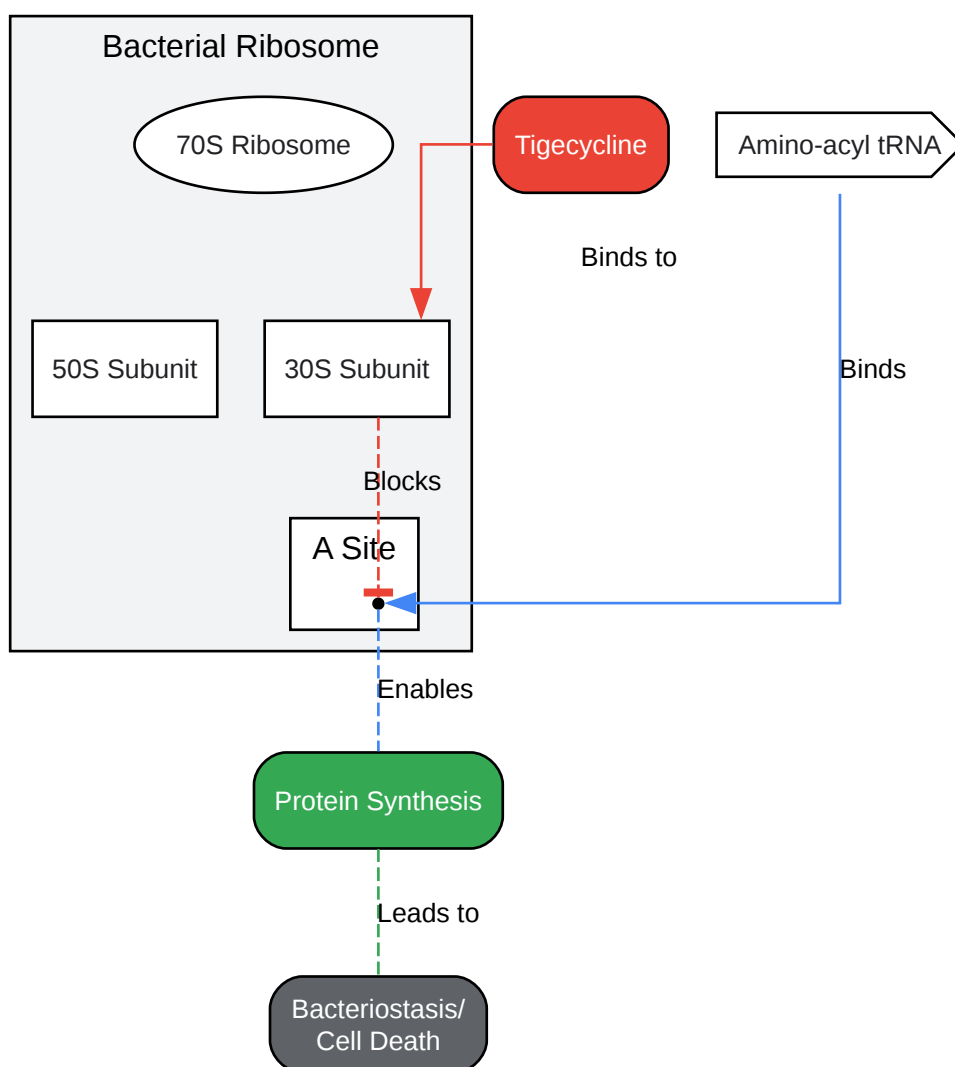 Bacterial Ribosome
70S Ribosome
Tigecycline
Amino-acyl tRNA
Binds to
50S Subunit
30S Subunit
Binds
Blocks
A Site
Enables
Protein Synthesis
Leads to
Bacteriostasis/
Cell Death